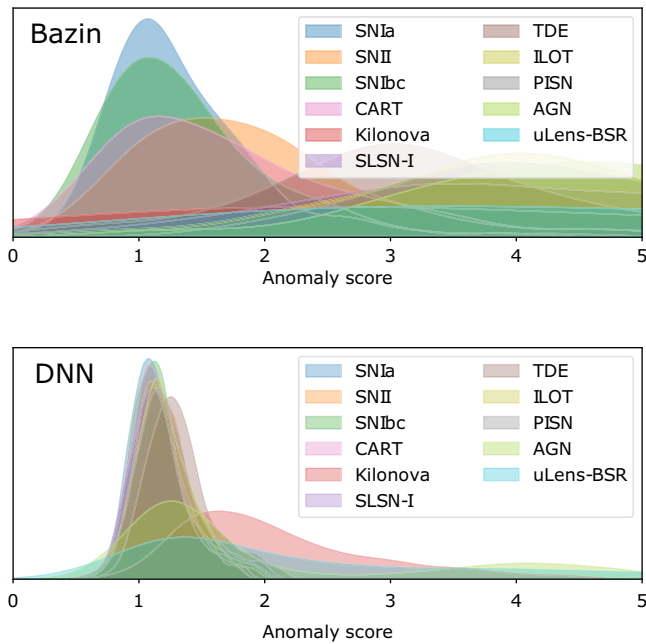 Bazin
SNIa TDE
SNII ILOT
SNIbc PISN
CART AGN
Kilonova uLens-BSR
SLSN-I
0 1 2 3 4 5
Anomaly score
DNN
SNIa TDE
SNII ILOT
SNIbc PISN
CART AGN
Kilonova uLens-BSR
SLSN-I
0 1 2 3 4 5
Anomaly score